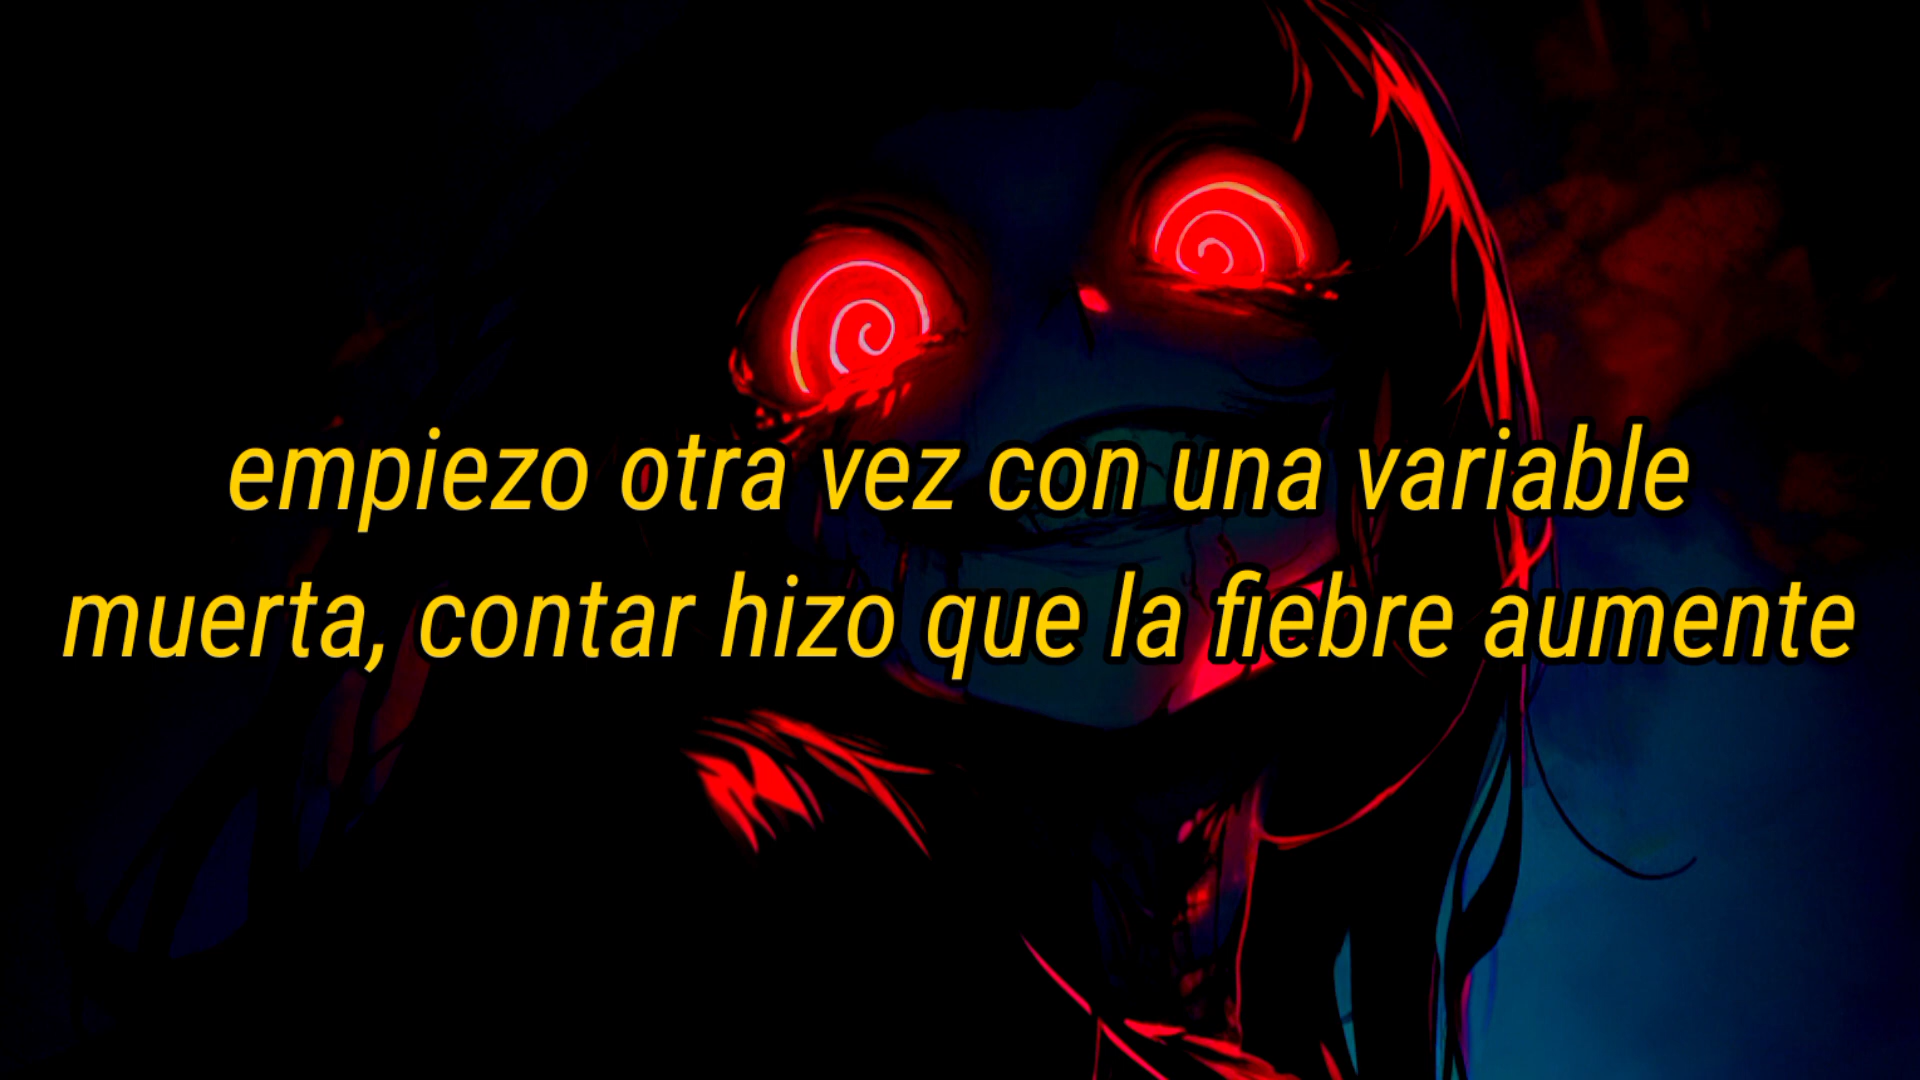 empiezo otra vez con una variable
muerta, contar hizo que la fiebre aumente